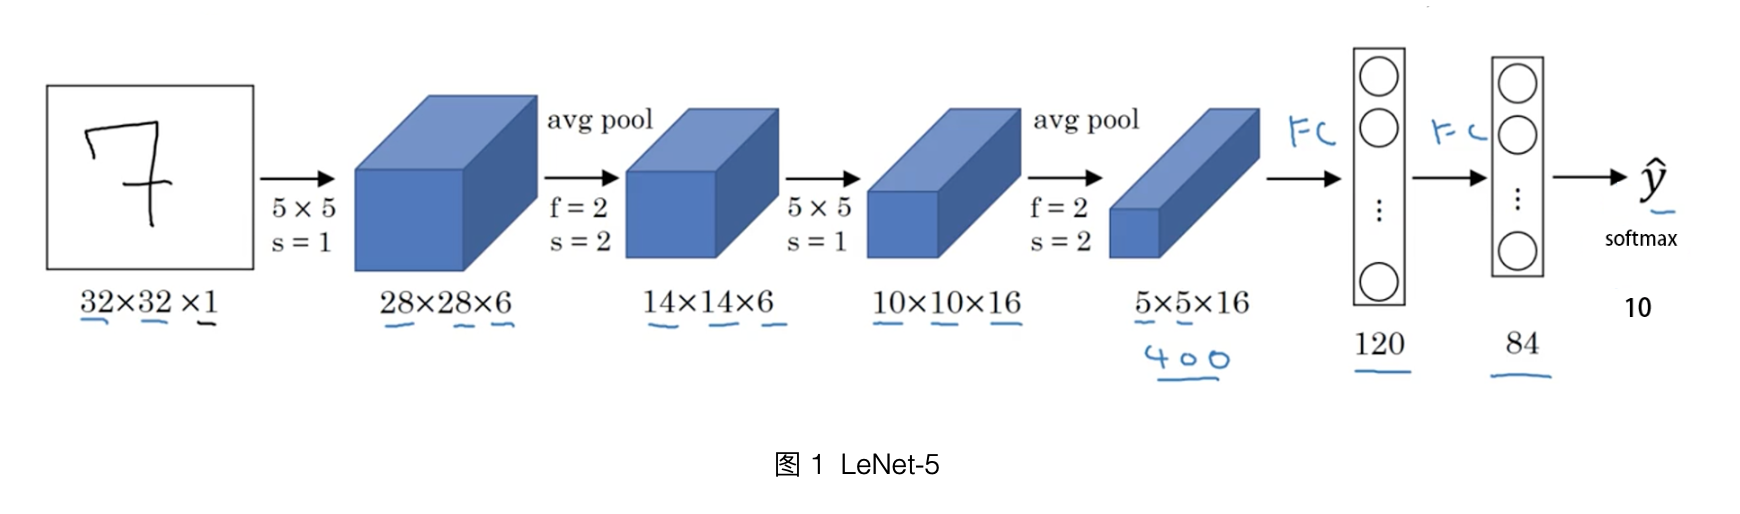 7
32×32 ×1
5 × 5
s = 1
28×28×6
avg pool
f = 2
s = 2
14×14×6
5 × 5
s = 1
10×10×16
avg pool
f = 2
s = 2
5×5×16
400
FC
120
FC
84
ŷ
softmax
10
图 1 LeNet-5